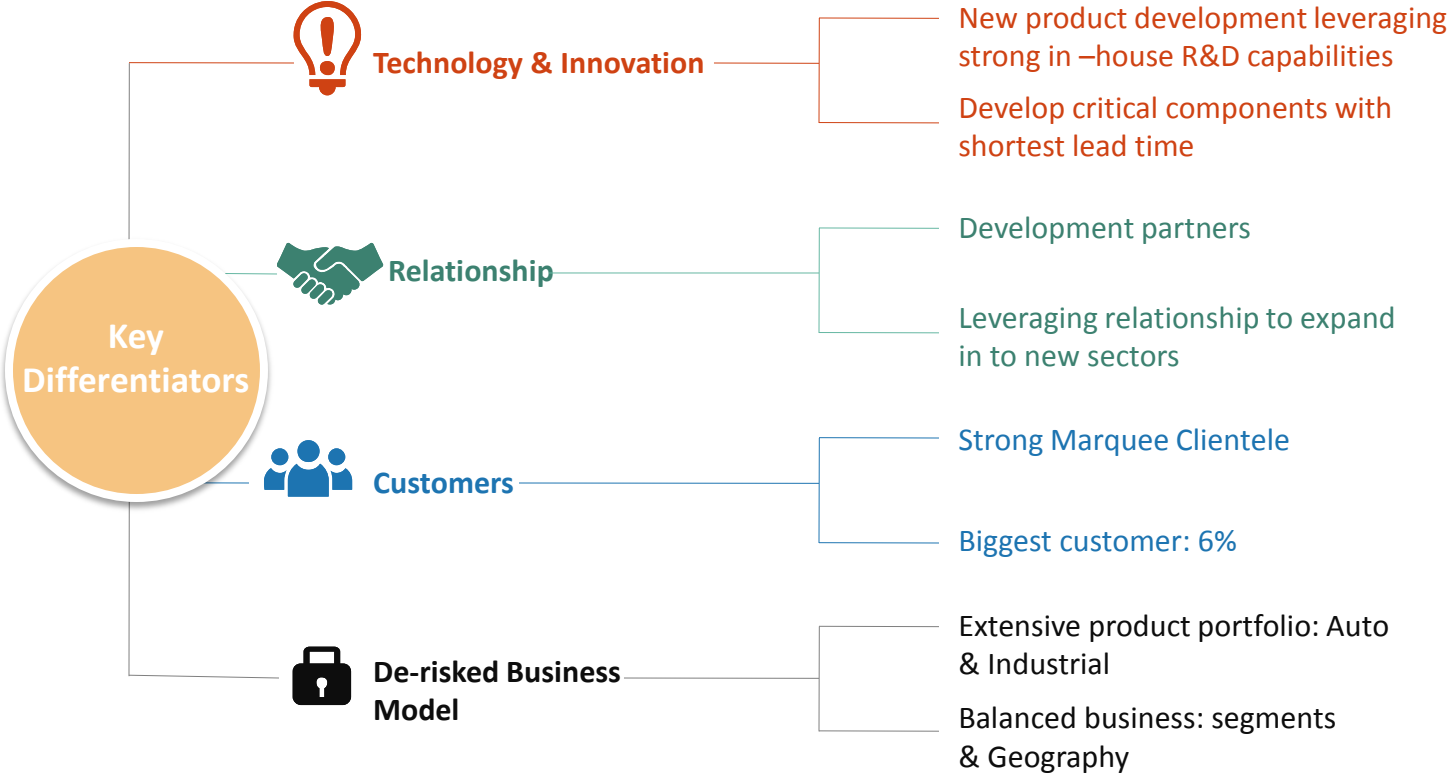 Key
Differentiators
Technology & Innovation
New product development leveraging
strong in –house R&D capabilities
Develop critical components with
shortest lead time
Relationship
Development partners
Leveraging relationship to expand
in to new sectors
Customers
Strong Marquee Clientele
Biggest customer: 6%
De-risked Business
Model
Extensive product portfolio: Auto
& Industrial
Balanced business: segments
& Geography